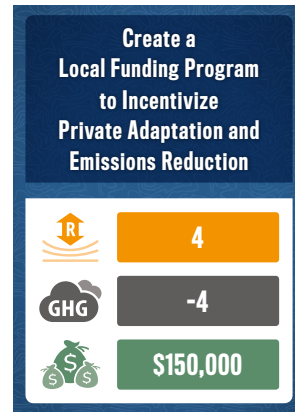 Create a
Local Funding Program
to Incentivize
Private Adaptation and
Emissions Reduction
R 4
GHG -4
$ $ $ $150,000